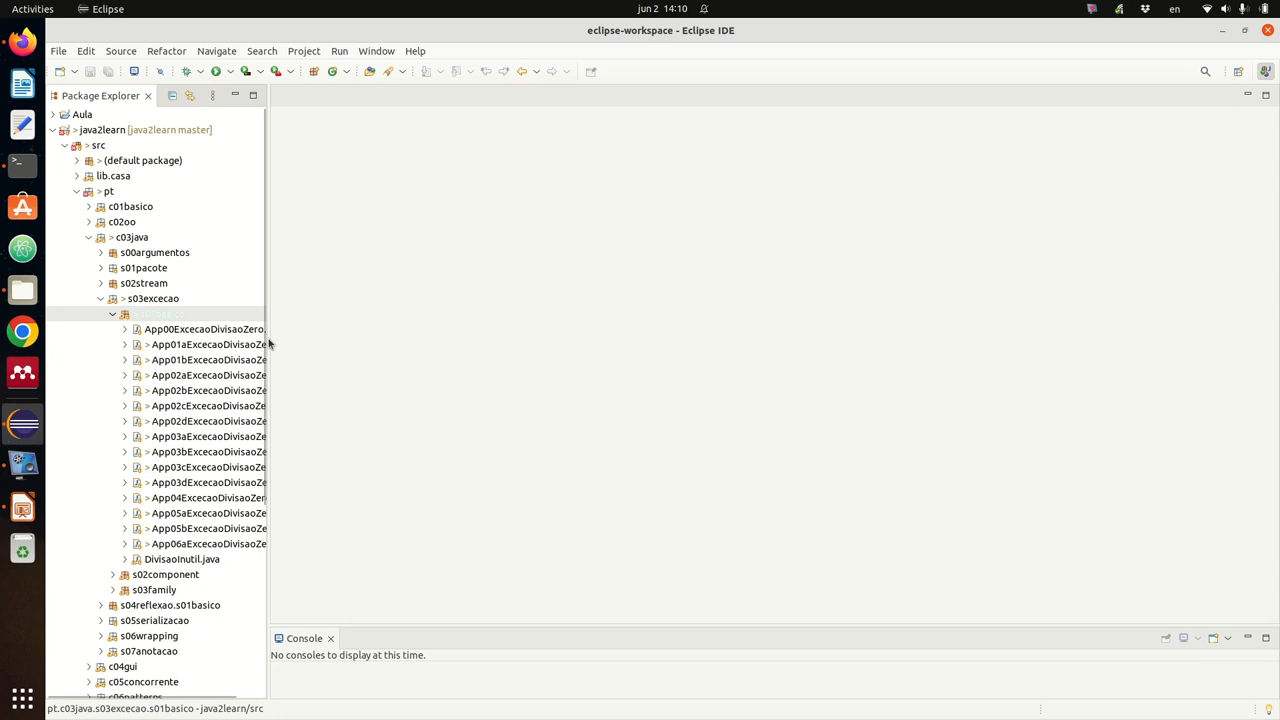 Activities
Eclipse
jun 2 14:10
en
eclipse-workspace - Eclipse IDE
File Edit Source Refactor Navigate Search Project Run Window Help
Package Explorer
Aula
> java2learn [java2learn master]
> src
> (default package)
lib.casa
> pt
c01basico
c02oo
> c03java
s00argumentos
s01pacote
s02stream
> s03excecao
> s01basico
App00ExcecaoDivisaoZero.
> App01aExcecaoDivisaoZe
> App01bExcecaoDivisaoZe
> App02aExcecaoDivisaoZe
> App02bExcecaoDivisaoZe
> App02cExcecaoDivisaoZe
> App02dExcecaoDivisaoZe
> App03aExcecaoDivisaoZe
> App03bExcecaoDivisaoZe
> App03cExcecaoDivisaoZe
> App03dExcecaoDivisaoZe
> App04ExcecaoDivisaoZer
> App05aExcecaoDivisaoZe
> App05bExcecaoDivisaoZe
> App06aExcecaoDivisaoZe
DivisaoInutil.java
s02component
s03family
s04reflexao.s01basico
s05serializacao
s06wrapping
s07anotacao
c04gui
c05concorrente
c06patterns
Console
No consoles to display at this time.
pt.c03java.s03excecao.s01basico - java2learn/src